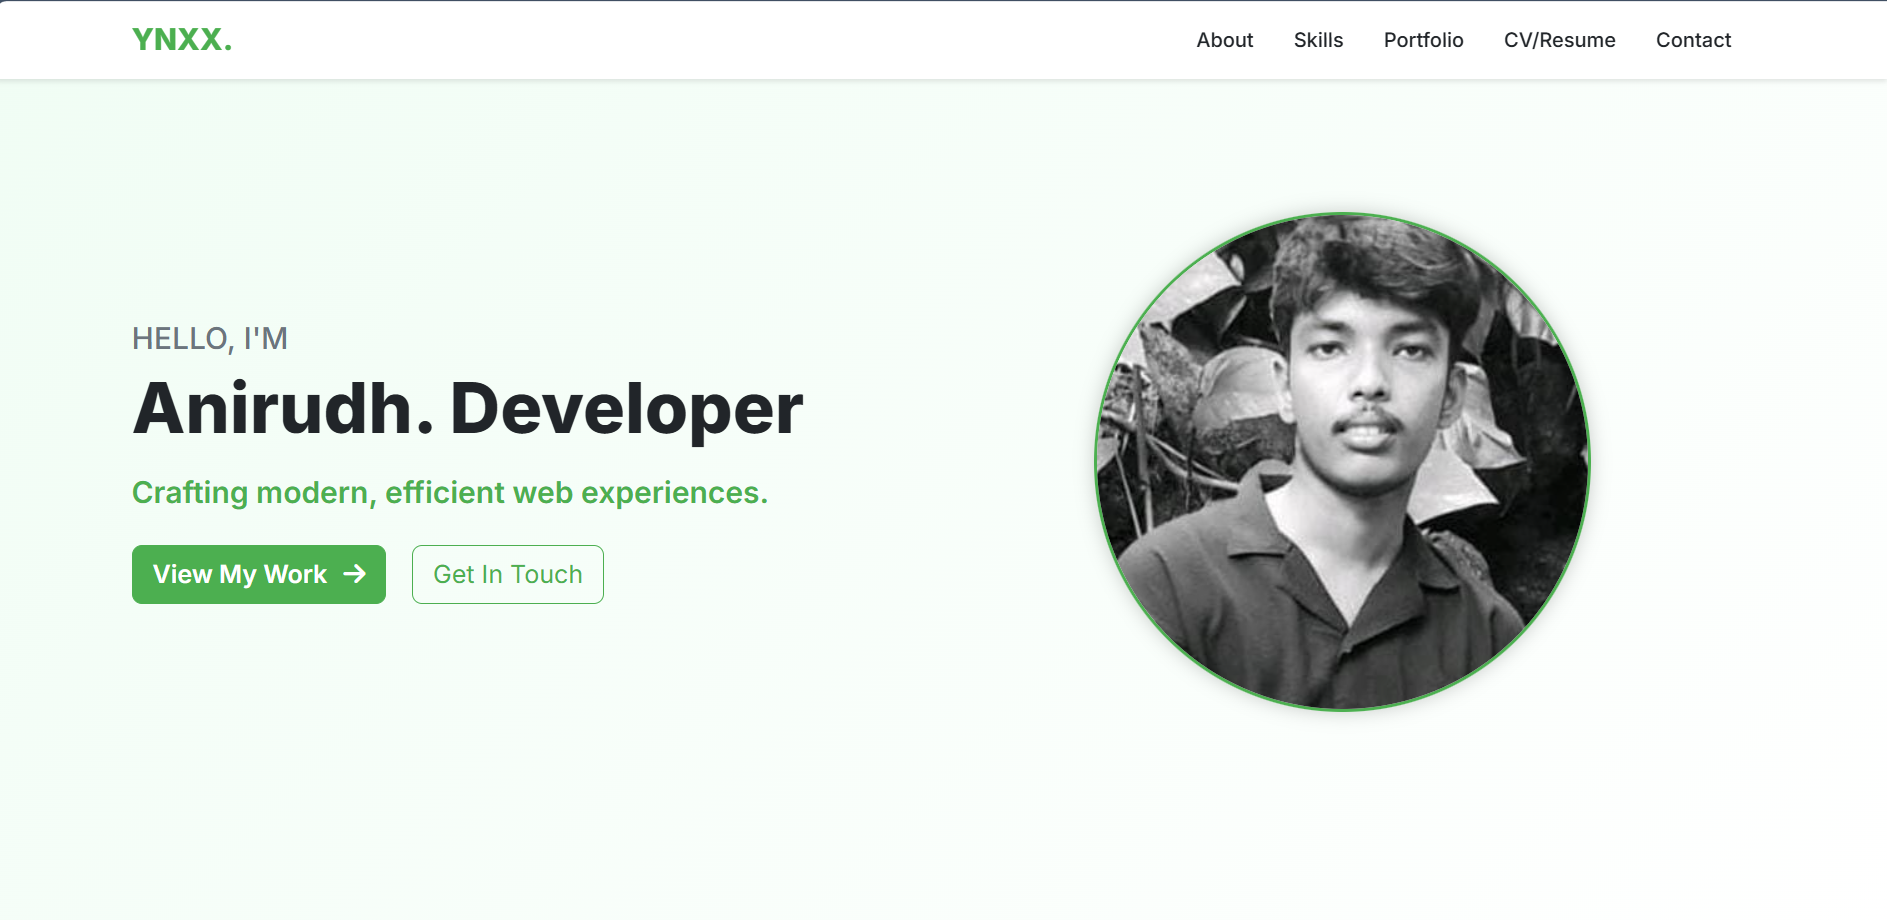 YNXX.
About Skills Portfolio CV/Resume Contact
HELLO, I'M
Anirudh. Developer
Crafting modern, efficient web experiences.
View My Work →
Get In Touch